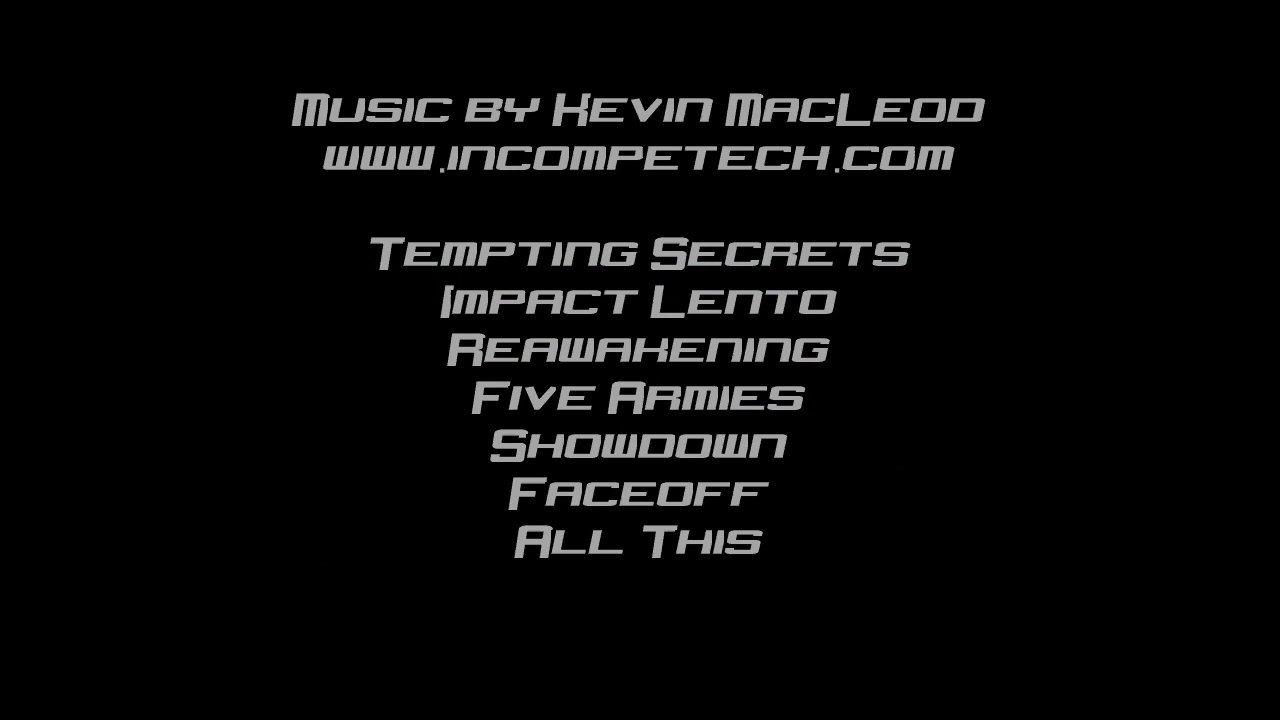 Music by Kevin MacLeod
www.incompetech.com
Tempting Secrets
Impact Lento
Reawakening
Five Armies
Showdown
Faceoff
All This